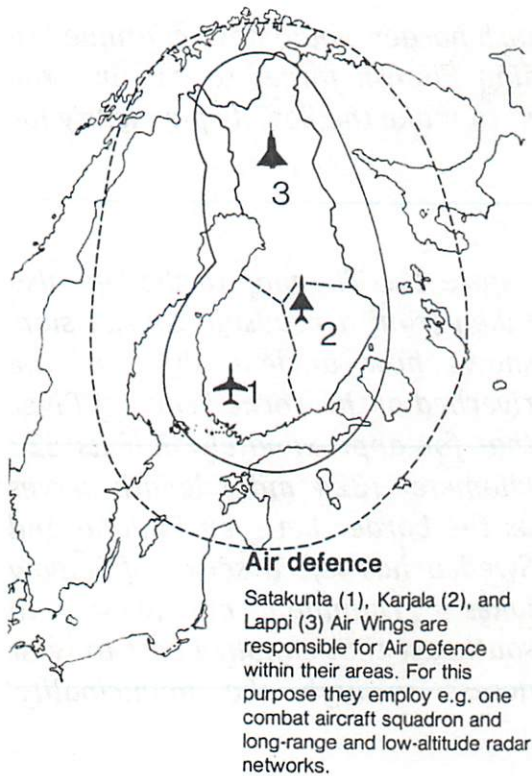 3
2
1
Air defence
Satakunta (1), Karjala (2), and
Lappi (3) Air Wings are
responsible for Air Defence
within their areas. For this
purpose they employ e.g. one
combat aircraft squadron and
long-range and low-altitude radar
networks.